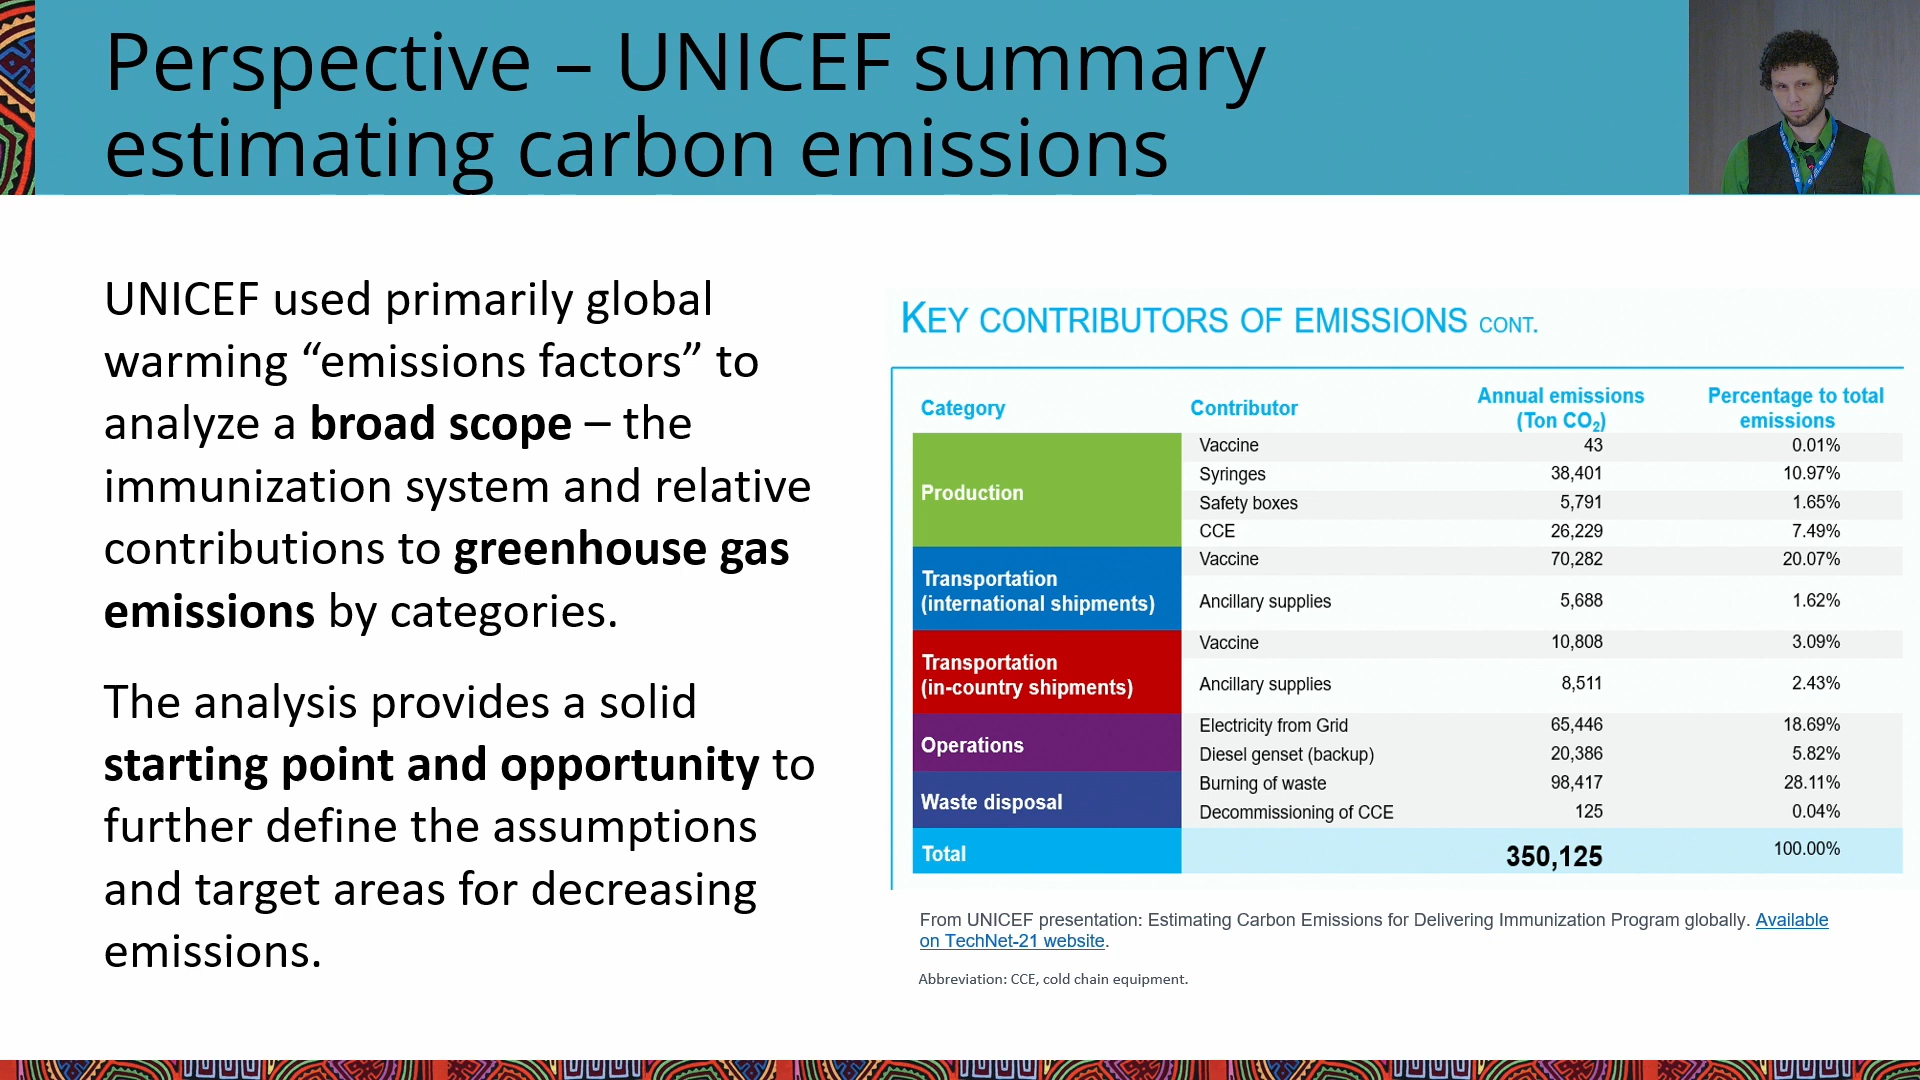 Perspective – UNICEF summary
estimating carbon emissions
UNICEF used primarily global
warming “emissions factors” to
analyze a broad scope – the
immunization system and relative
contributions to greenhouse gas
emissions by categories.
The analysis provides a solid
starting point and opportunity to
further define the assumptions
and target areas for decreasing
emissions.
KEY CONTRIBUTORS OF EMISSIONS CONT.
Category Contributor Annual emissions (Ton CO₂) Percentage to total emissions
Production
Vaccine 43 0.01%
Syringes 38,401 10.97%
Safety boxes 5,791 1.65%
CCE 26,229 7.49%
Transportation
(international shipments)
Vaccine 70,282 20.07%
Ancillary supplies 5,688 1.62%
Transportation
(in-country shipments)
Vaccine 10,808 3.09%
Ancillary supplies 8,511 2.43%
Operations
Electricity from Grid 65,446 18.69%
Diesel genset (backup) 20,386 5.82%
Waste disposal
Burning of waste 98,417 28.11%
Decommissioning of CCE 125 0.04%
Total 350,125 100.00%
From UNICEF presentation: Estimating Carbon Emissions for Delivering Immunization Program globally. Available
on TechNet-21 website.
Abbreviation: CCE, cold chain equipment.